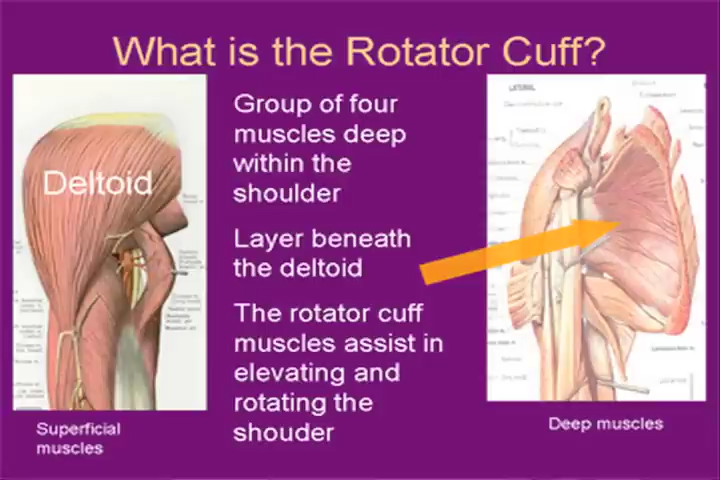 What is the Rotator Cuff?
Group of four
muscles deep
within the
shoulder
Layer beneath
the deltoid
The rotator cuff
muscles assist in
elevating and
rotating the
shouder
Deltoid
Superficial
muscles
LATERAL
Deep muscles